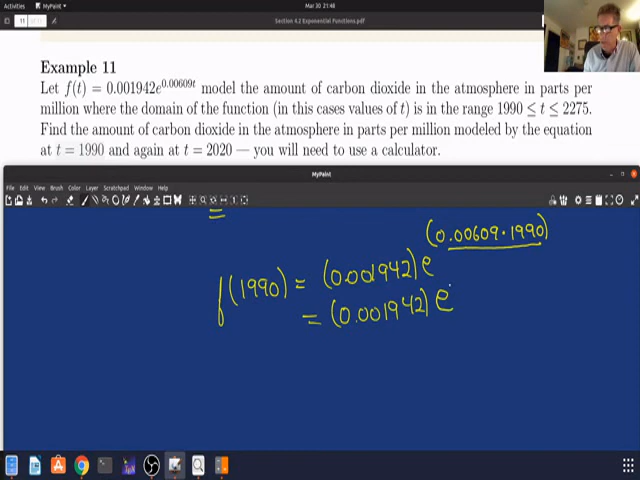 Activities
MyPaint
Mar 30 21:48
11
Section 4.2 Exponential Functions.pdf
Example 11
Let f(t) = 0.001942e^{0.00609t} model the amount of carbon dioxide in the atmosphere in parts per
million where the domain of the function (in this cases values of t) is in the range 1990 ≤ t ≤ 2275.
Find the amount of carbon dioxide in the atmosphere in parts per million modeled by the equation
at t = 1990 and again at t = 2020 — you will need to use a calculator.
MyPaint
File Edit View Brush Color Layer Scratchpad Window Help
=
f(1990) = (0.001942) e^{(0.00609·1990)}
= (0.001942) e